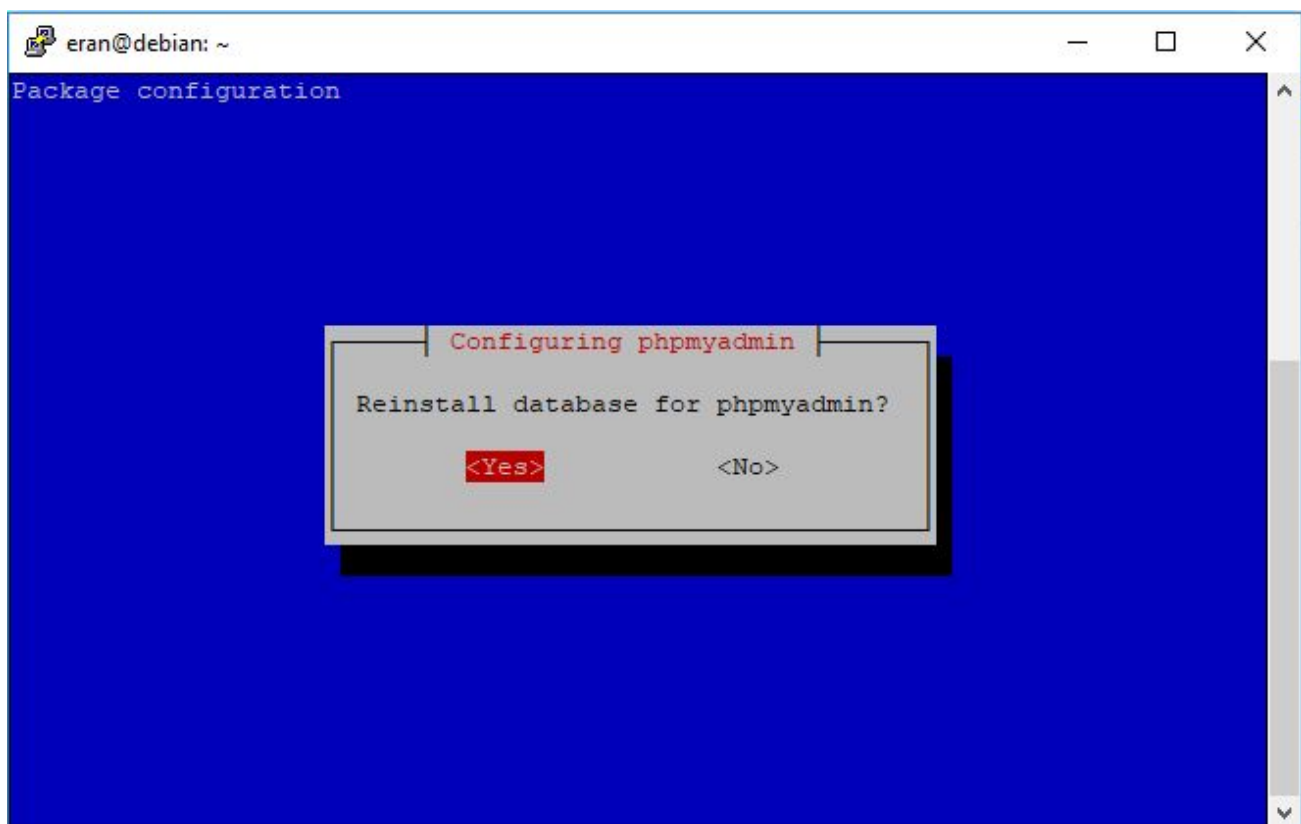 eran@debian: ~
Package configuration
Configuring phpmyadmin
Reinstall database for phpmyadmin?
<Yes> <No>